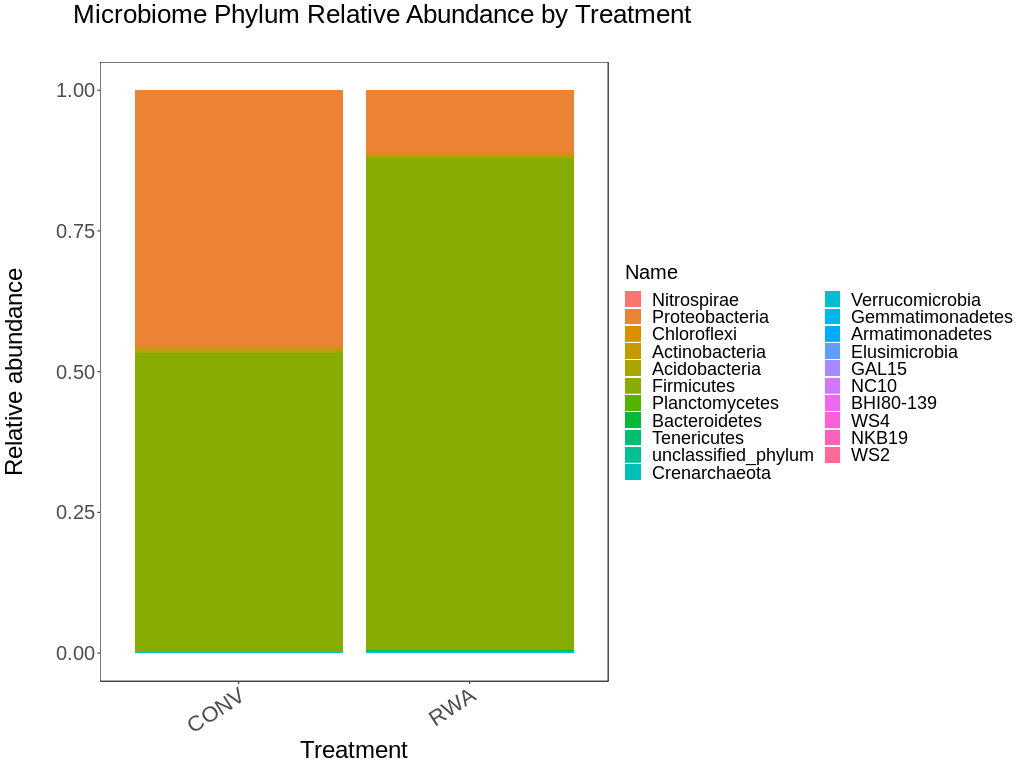 Microbiome Phylum Relative Abundance by Treatment
Relative abundance
1.00
0.75
0.50
0.25
0.00
CONV
RWA
Treatment
Name
Nitrospirae
Proteobacteria
Chloroflexi
Actinobacteria
Acidobacteria
Firmicutes
Planctomycetes
Bacteroidetes
Tenericutes
unclassified_phylum
Crenarchaeota
Verrucomicrobia
Gemmatimonadetes
Armatimonadetes
Elusimicrobia
GAL15
NC10
BHI80-139
WS4
NKB19
WS2